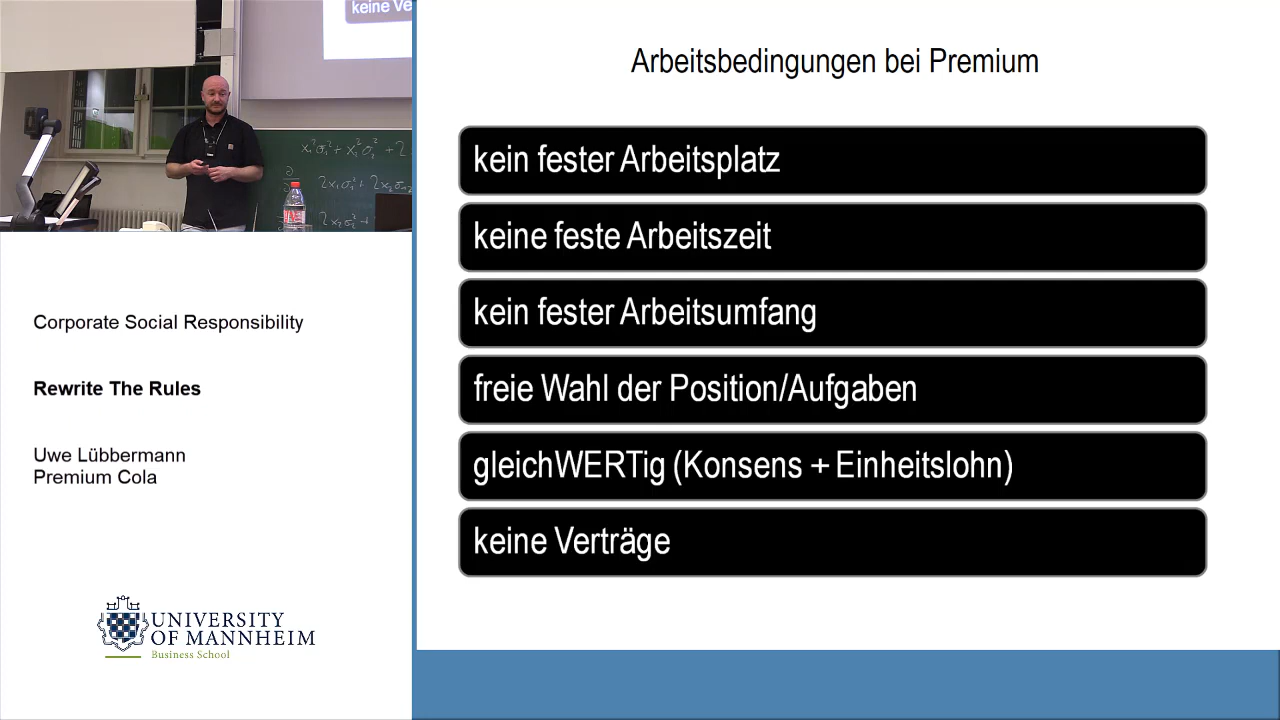 keine Ve
Corporate Social Responsibility
Rewrite The Rules
Uwe Lübbermann
Premium Cola
UNIVERSITY
OF MANNHEIM
Business School
Arbeitsbedingungen bei Premium
kein fester Arbeitsplatz
keine feste Arbeitszeit
kein fester Arbeitsumfang
freie Wahl der Position/Aufgaben
gleichWERTig (Konsens + Einheitslohn)
keine Verträge